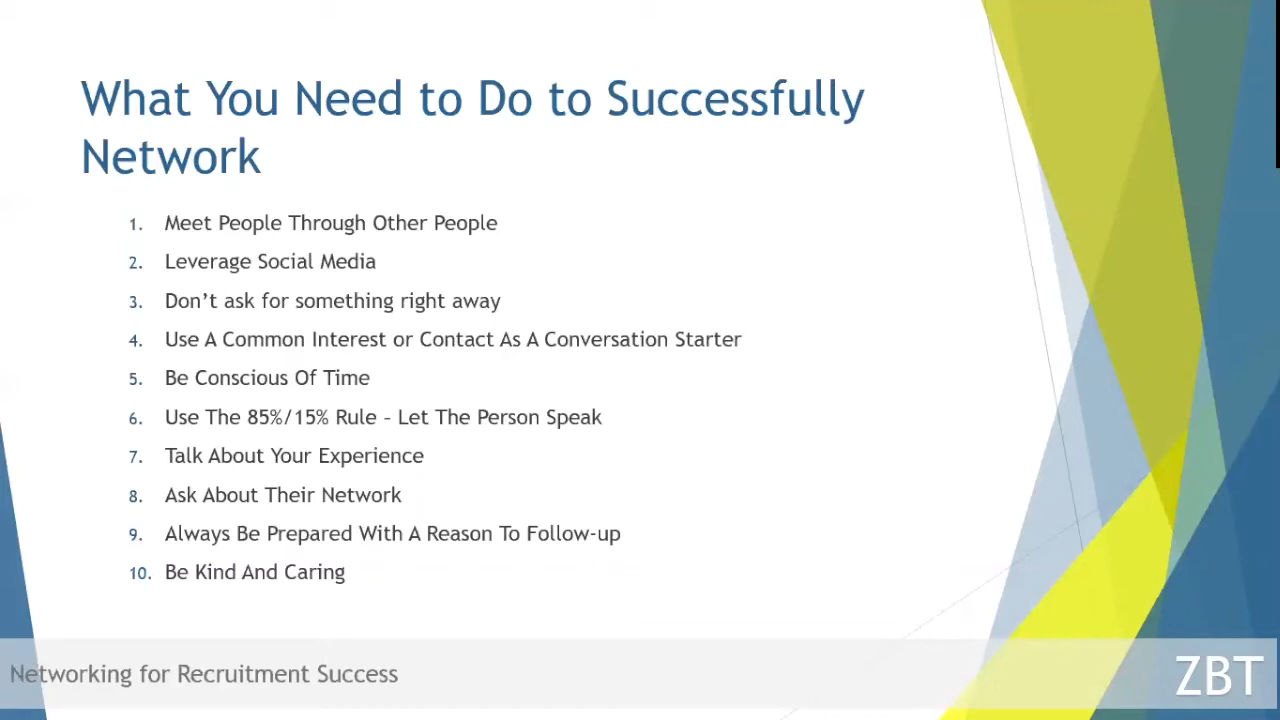 What You Need to Do to Successfully
Network
1. Meet People Through Other People
2. Leverage Social Media
3. Don’t ask for something right away
4. Use A Common Interest or Contact As A Conversation Starter
5. Be Conscious Of Time
6. Use The 85%/15% Rule – Let The Person Speak
7. Talk About Your Experience
8. Ask About Their Network
9. Always Be Prepared With A Reason To Follow-up
10. Be Kind And Caring
Networking for Recruitment Success
ZBT